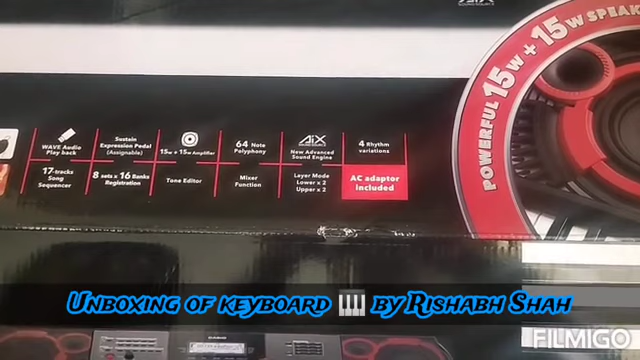 AiX
POWERFUL 15W + 15W SPEAK
WAVE Audio
Play back
Sustain
Expression Pedal
(Assignable)
15w + 15w Amplifier
64 Note
Polyphony
AiX
New Advanced
Sound Engine
4 Rhythm
variations
17-tracks
Song
Sequencer
8 sets x 16 Banks
Registration
Tone Editor
Mixer
Function
Layer Mode
Lower x 2
Upper x 2
AC adaptor
included
Unboxing of keyboard 🎹 by Rishabh Shah
FILMIGO